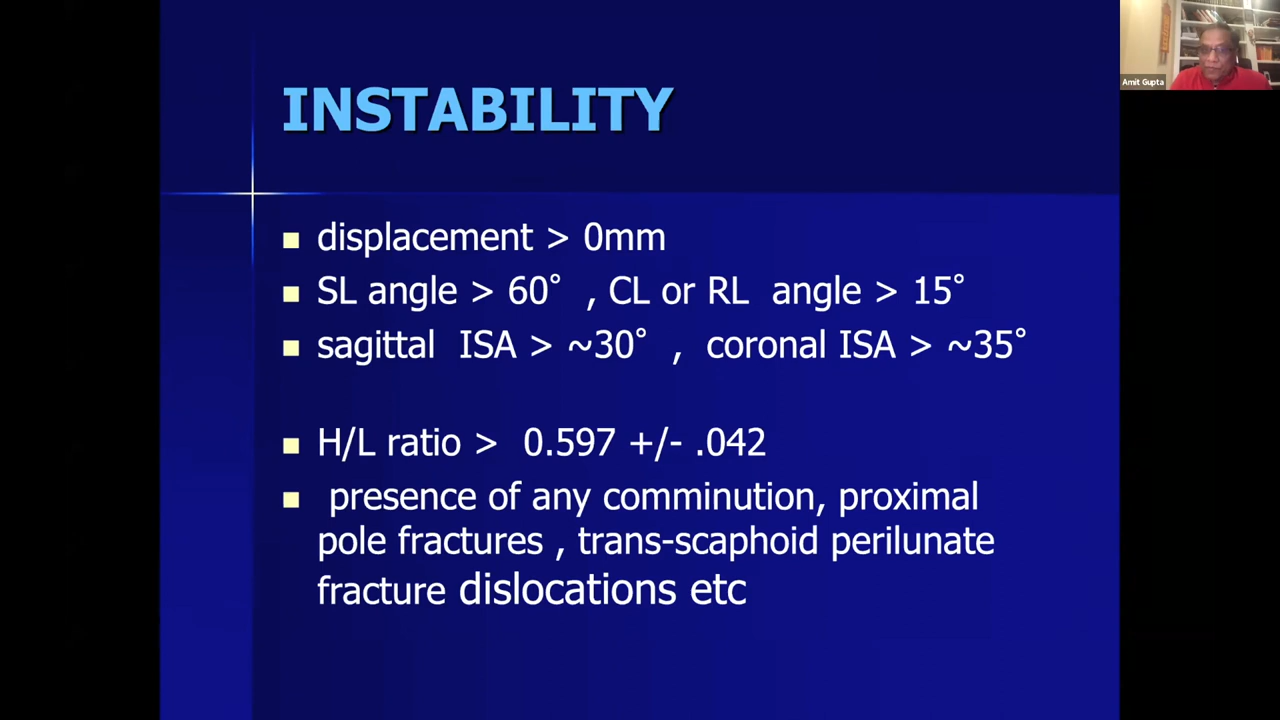 INSTABILITY
displacement > 0mm
SL angle > 60° , CL or RL angle > 15°
sagittal ISA > ~30° , coronal ISA > ~35°
H/L ratio > 0.597 +/- .042
presence of any comminution, proximal
pole fractures , trans-scaphoid perilunate
fracture dislocations etc
Amit Gupta